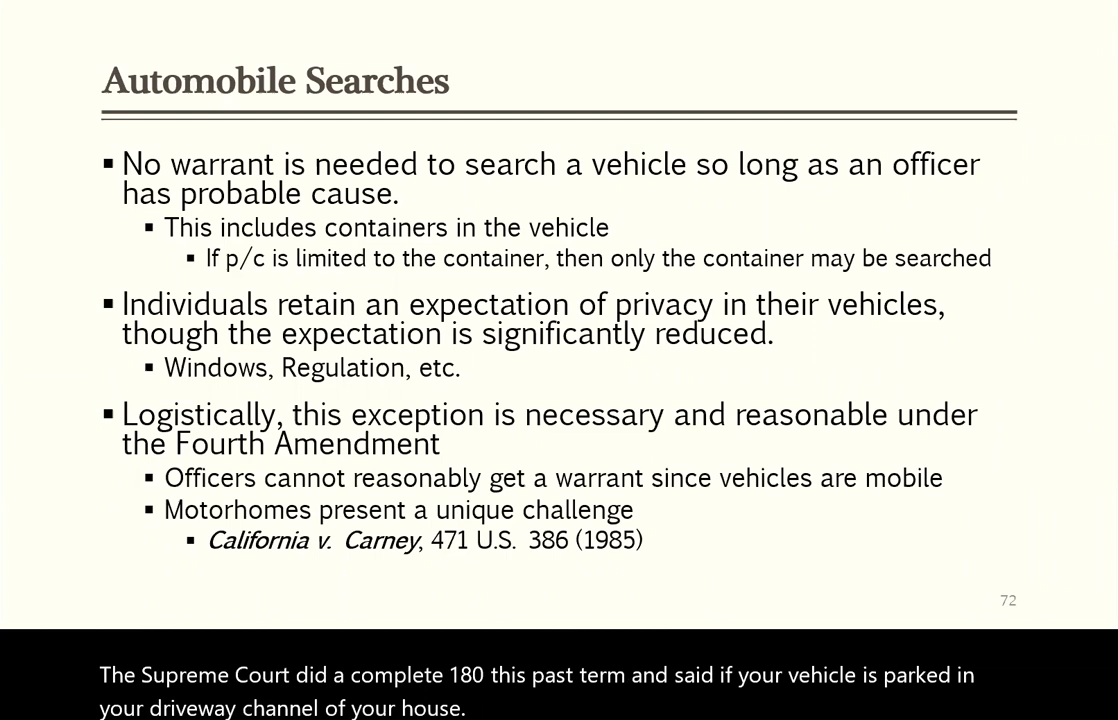 Automobile Searches
▪ No warrant is needed to search a vehicle so long as an officer
has probable cause.
▪ This includes containers in the vehicle
▪ If p/c is limited to the container, then only the container may be searched
▪ Individuals retain an expectation of privacy in their vehicles,
though the expectation is significantly reduced.
▪ Windows, Regulation, etc.
▪ Logistically, this exception is necessary and reasonable under
the Fourth Amendment
▪ Officers cannot reasonably get a warrant since vehicles are mobile
▪ Motorhomes present a unique challenge
▪ California v. Carney, 471 U.S. 386 (1985)
72
The Supreme Court did a complete 180 this past term and said if your vehicle is parked in
your driveway channel of your house.